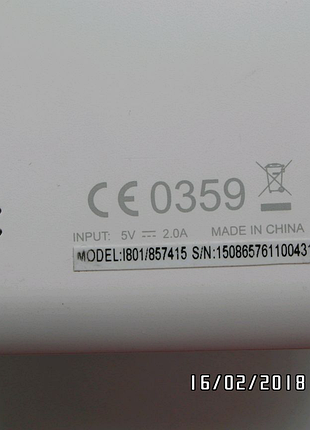 CE 0359
INPUT: 5V ⎓ 2.0A MADE IN CHINA
MODEL:I801/857415 S/N:150865761100431
16/02/2018